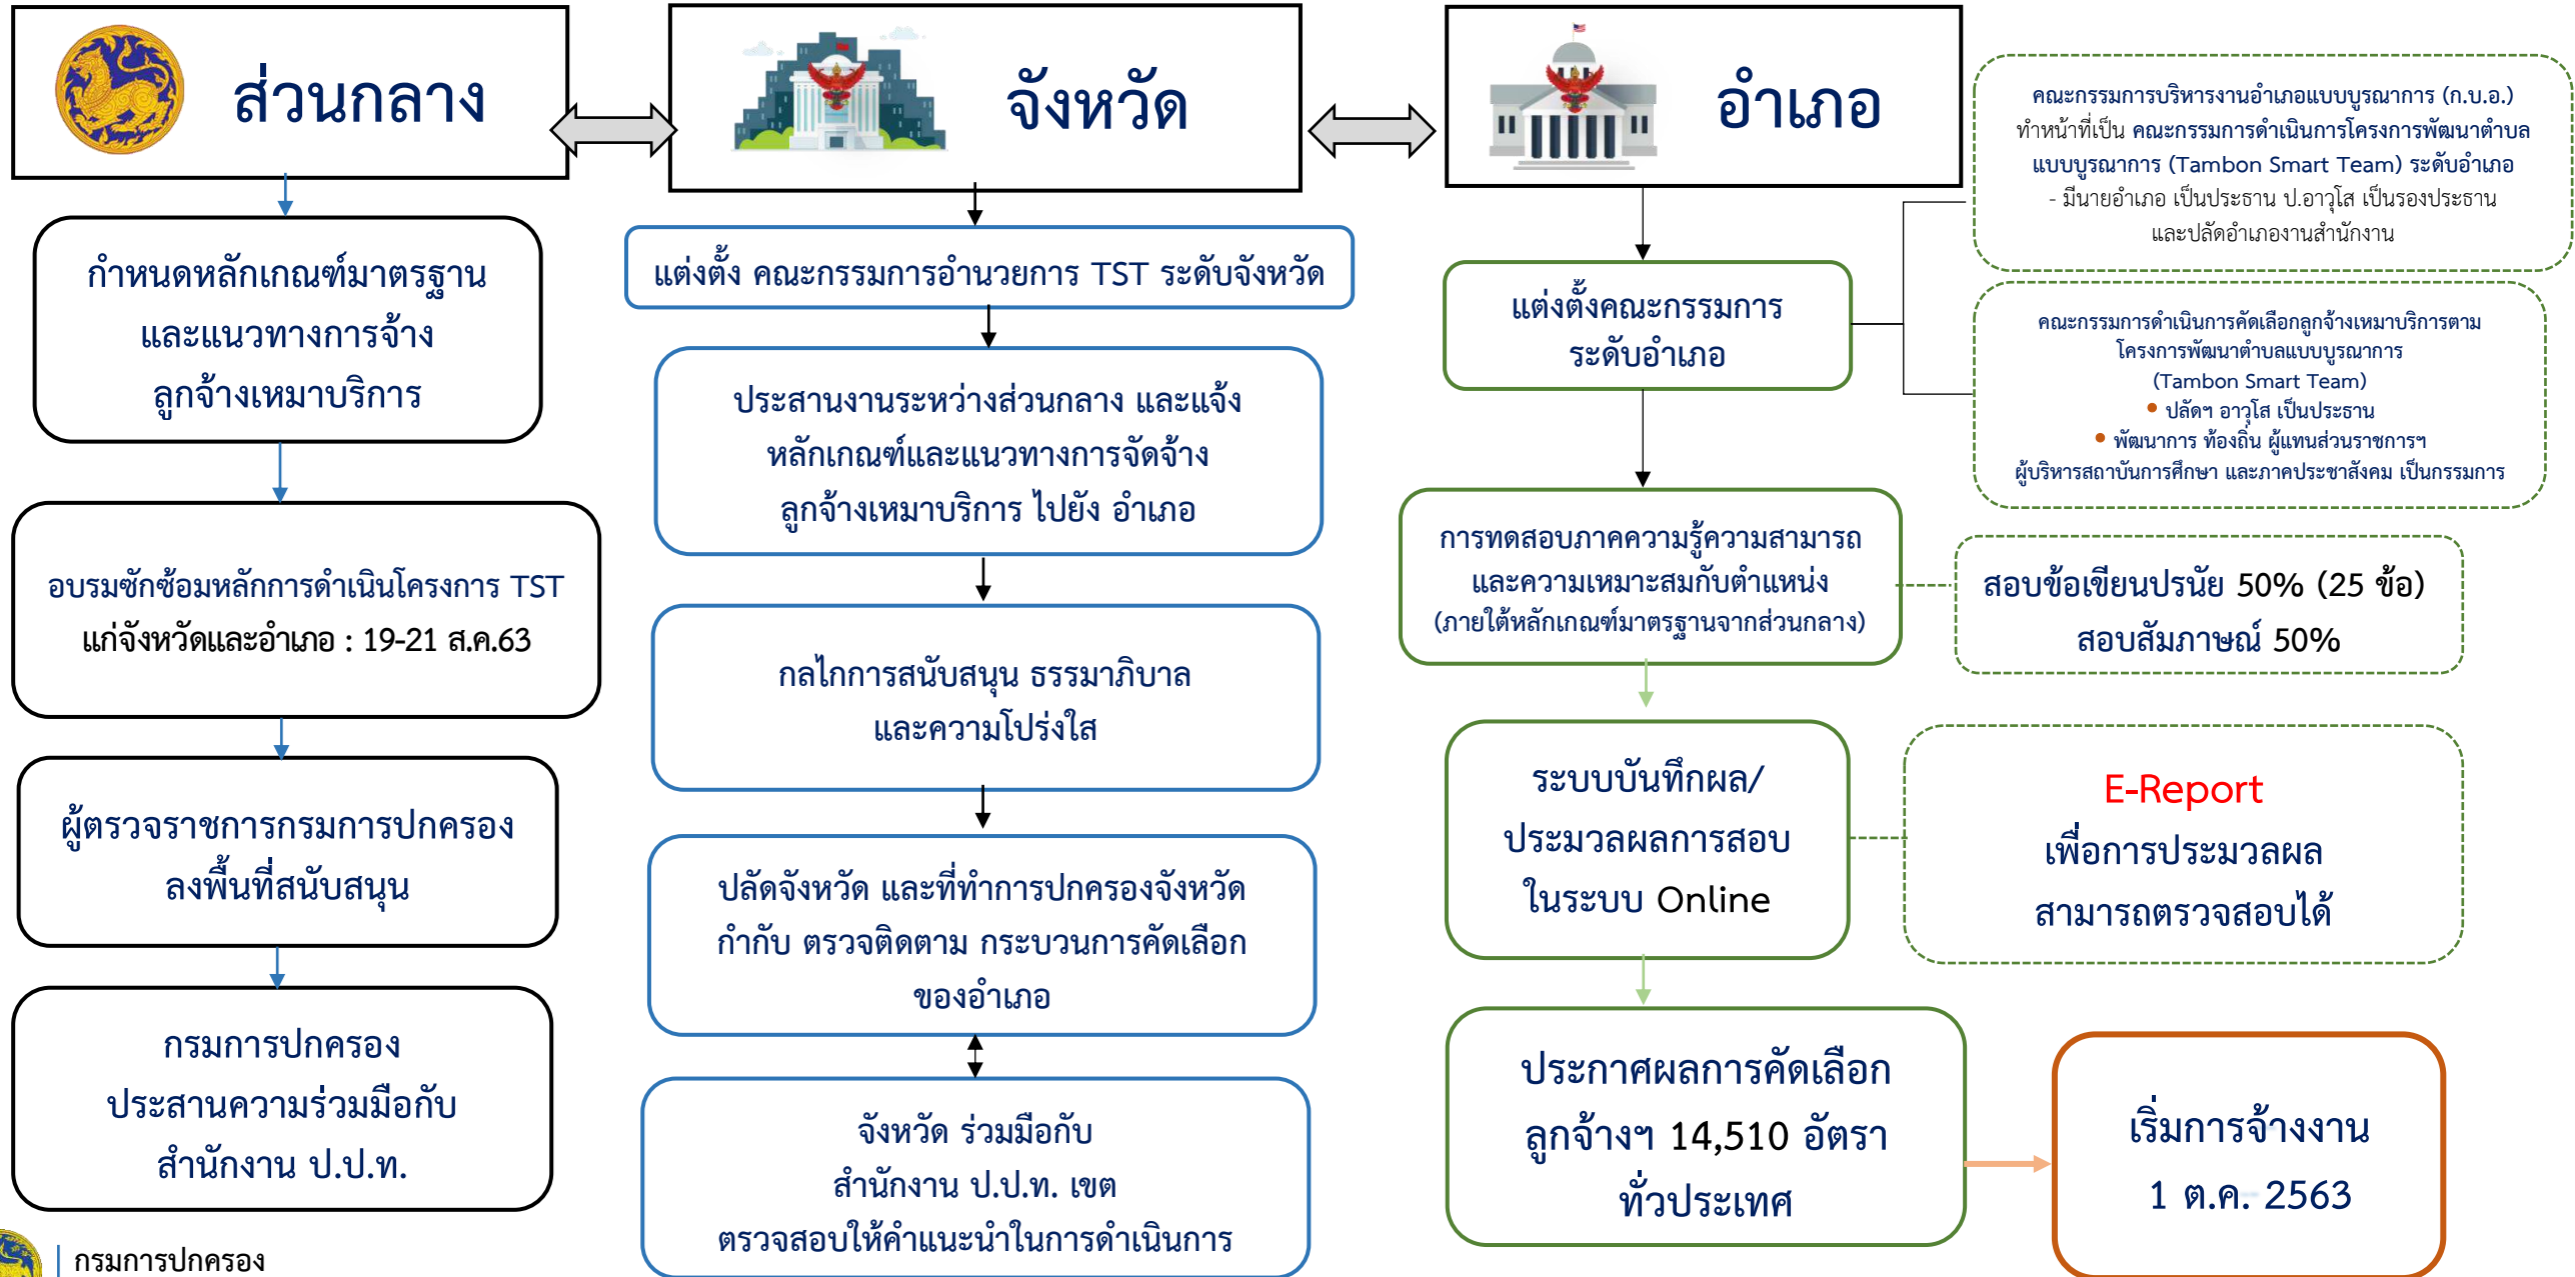 ส่วนกลาง
กำหนดหลักเกณฑ์มาตรฐาน
และแนวทางการจ้าง
ลูกจ้างเหมาบริการ
อบรมซักซ้อมหลักการดำเนินโครงการ TST
แก่จังหวัดและอำเภอ : 19-21 ส.ค.63
ผู้ตรวจราชการกรมการปกครอง
ลงพื้นที่สนับสนุน
กรมการปกครอง
ประสานความร่วมมือกับ
สำนักงาน ป.ป.ท.
จังหวัด
แต่งตั้ง คณะกรรมการอำนวยการ TST ระดับจังหวัด
ประสานงานระหว่างส่วนกลาง และแจ้ง
หลักเกณฑ์และแนวทางการจัดจ้าง
ลูกจ้างเหมาบริการ ไปยัง อำเภอ
กลไกการสนับสนุน ธรรมาภิบาล
และความโปร่งใส
ปลัดจังหวัด และที่ทำการปกครองจังหวัด
กำกับ ตรวจติดตาม กระบวนการคัดเลือก
ของอำเภอ
จังหวัด ร่วมมือกับ
สำนักงาน ป.ป.ท. เขต
ตรวจสอบให้คำแนะนำในการดำเนินการ
อำเภอ
แต่งตั้งคณะกรรมการ
ระดับอำเภอ
คณะกรรมการบริหารงานอำเภอแบบบูรณาการ (ก.บ.อ.)
ทำหน้าที่เป็น คณะกรรมการดำเนินการโครงการพัฒนาตำบล
แบบบูรณาการ (Tambon Smart Team) ระดับอำเภอ
- มีนายอำเภอ เป็นประธาน ป.อาวุโส เป็นรองประธาน
และปลัดอำเภองานสำนักงาน
คณะกรรมการดำเนินการคัดเลือกลูกจ้างเหมาบริการตาม
โครงการพัฒนาตำบลแบบบูรณาการ
(Tambon Smart Team)
• ปลัดฯ อาวุโส เป็นประธาน
• พัฒนาการ ท้องถิ่น ผู้แทนส่วนราชการฯ
ผู้บริหารสถาบันการศึกษา และภาคประชาสังคม เป็นกรรมการ
การทดสอบภาคความรู้ความสามารถ
และความเหมาะสมกับตำแหน่ง
(ภายใต้หลักเกณฑ์มาตรฐานจากส่วนกลาง)
สอบข้อเขียนปรนัย 50% (25 ข้อ)
สอบสัมภาษณ์ 50%
ระบบบันทึกผล/
ประมวลผลการสอบ
ในระบบ Online
E-Report
เพื่อการประมวลผล
สามารถตรวจสอบได้
ประกาศผลการคัดเลือก
ลูกจ้างฯ 14,510 อัตรา
ทั่วประเทศ
เริ่มการจ้างงาน
1 ต.ค. 2563
กรมการปกครอง